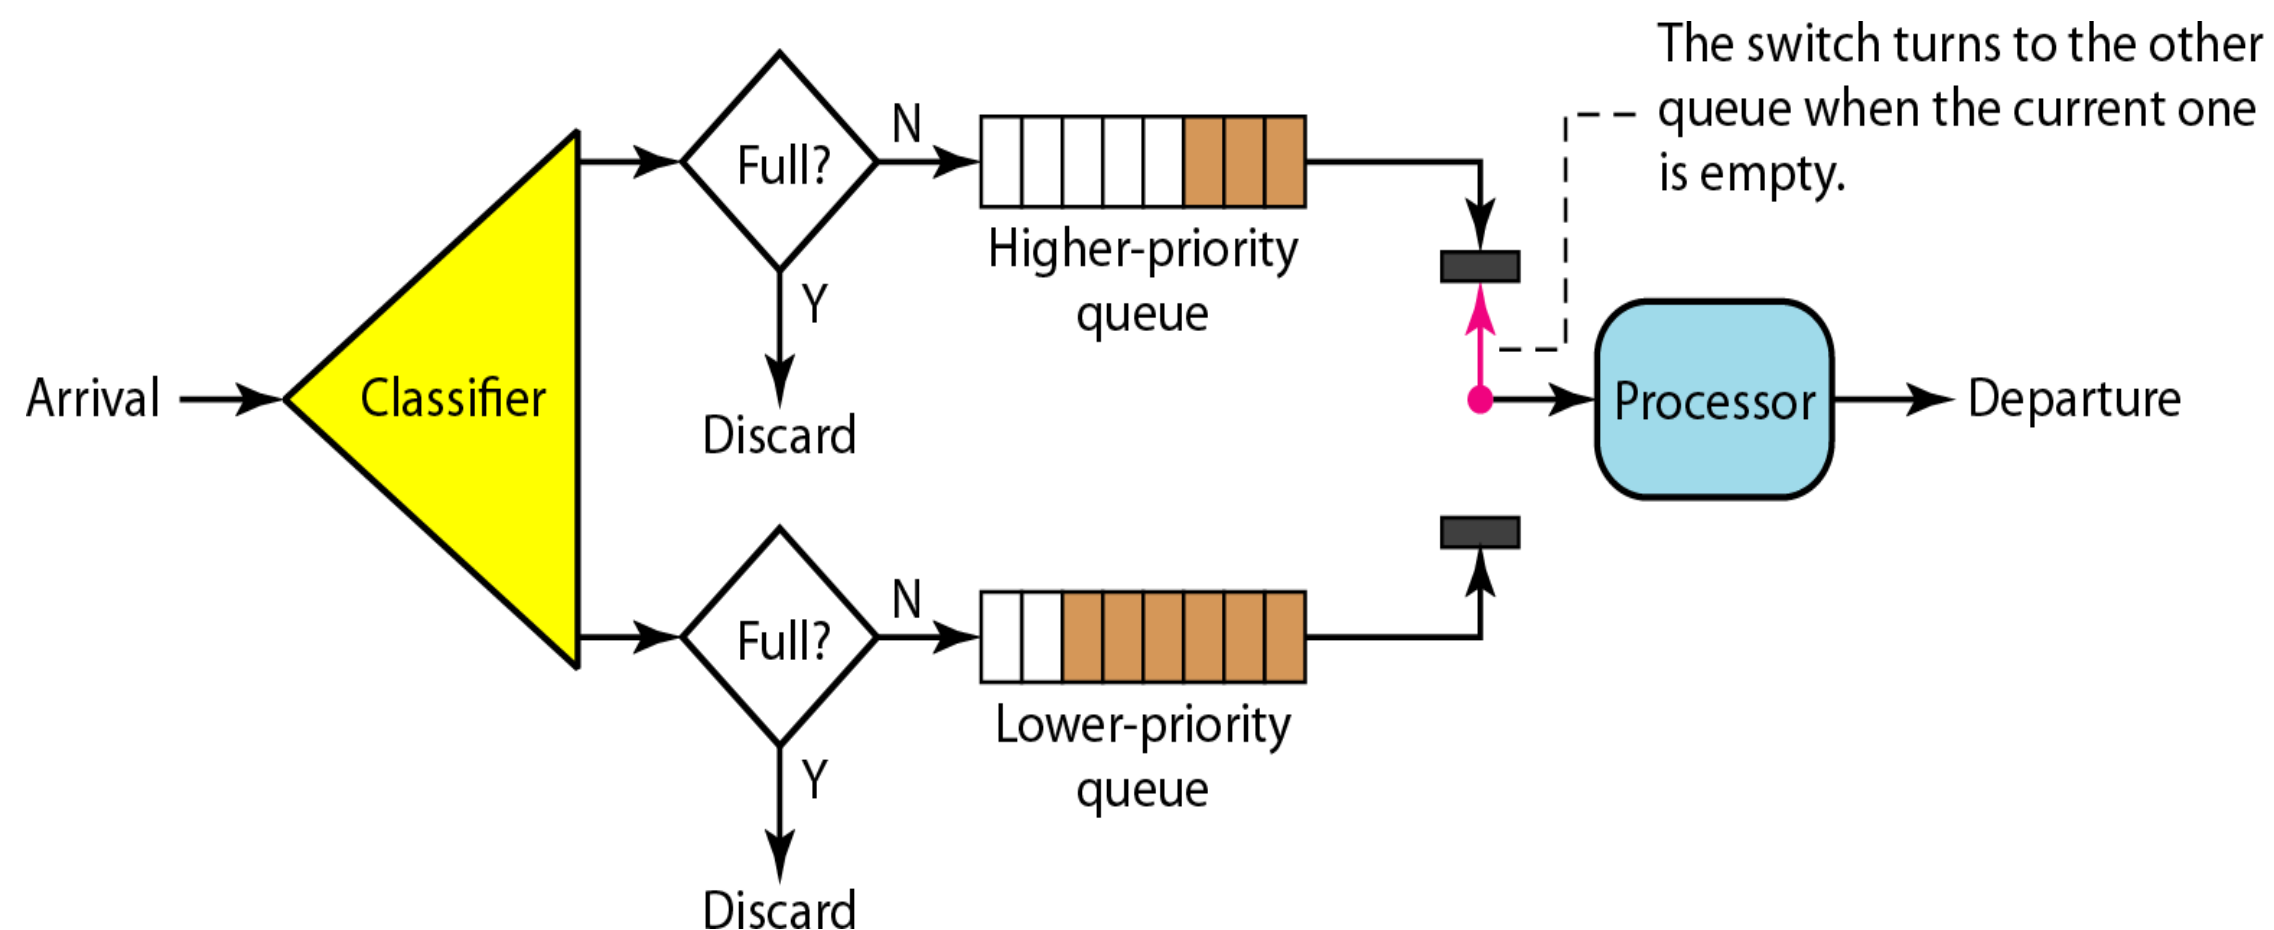 The switch turns to the other
queue when the current one
is empty.
N
Full?
Higher-priority
queue
Y
Discard
Arrival
Classifier
Processor
Departure
N
Full?
Lower-priority
queue
Y
Discard